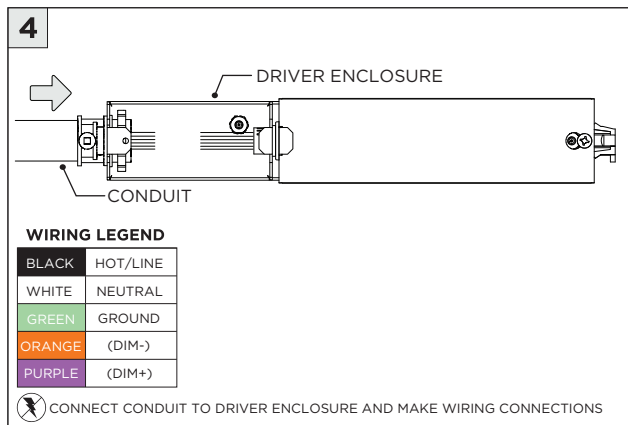 4
DRIVER ENCLOSURE
CONDUIT
WIRING LEGEND
BLACK HOT/LINE
WHITE NEUTRAL
GREEN GROUND
ORANGE (DIM-)
PURPLE (DIM+)
CONNECT CONDUIT TO DRIVER ENCLOSURE AND MAKE WIRING CONNECTIONS